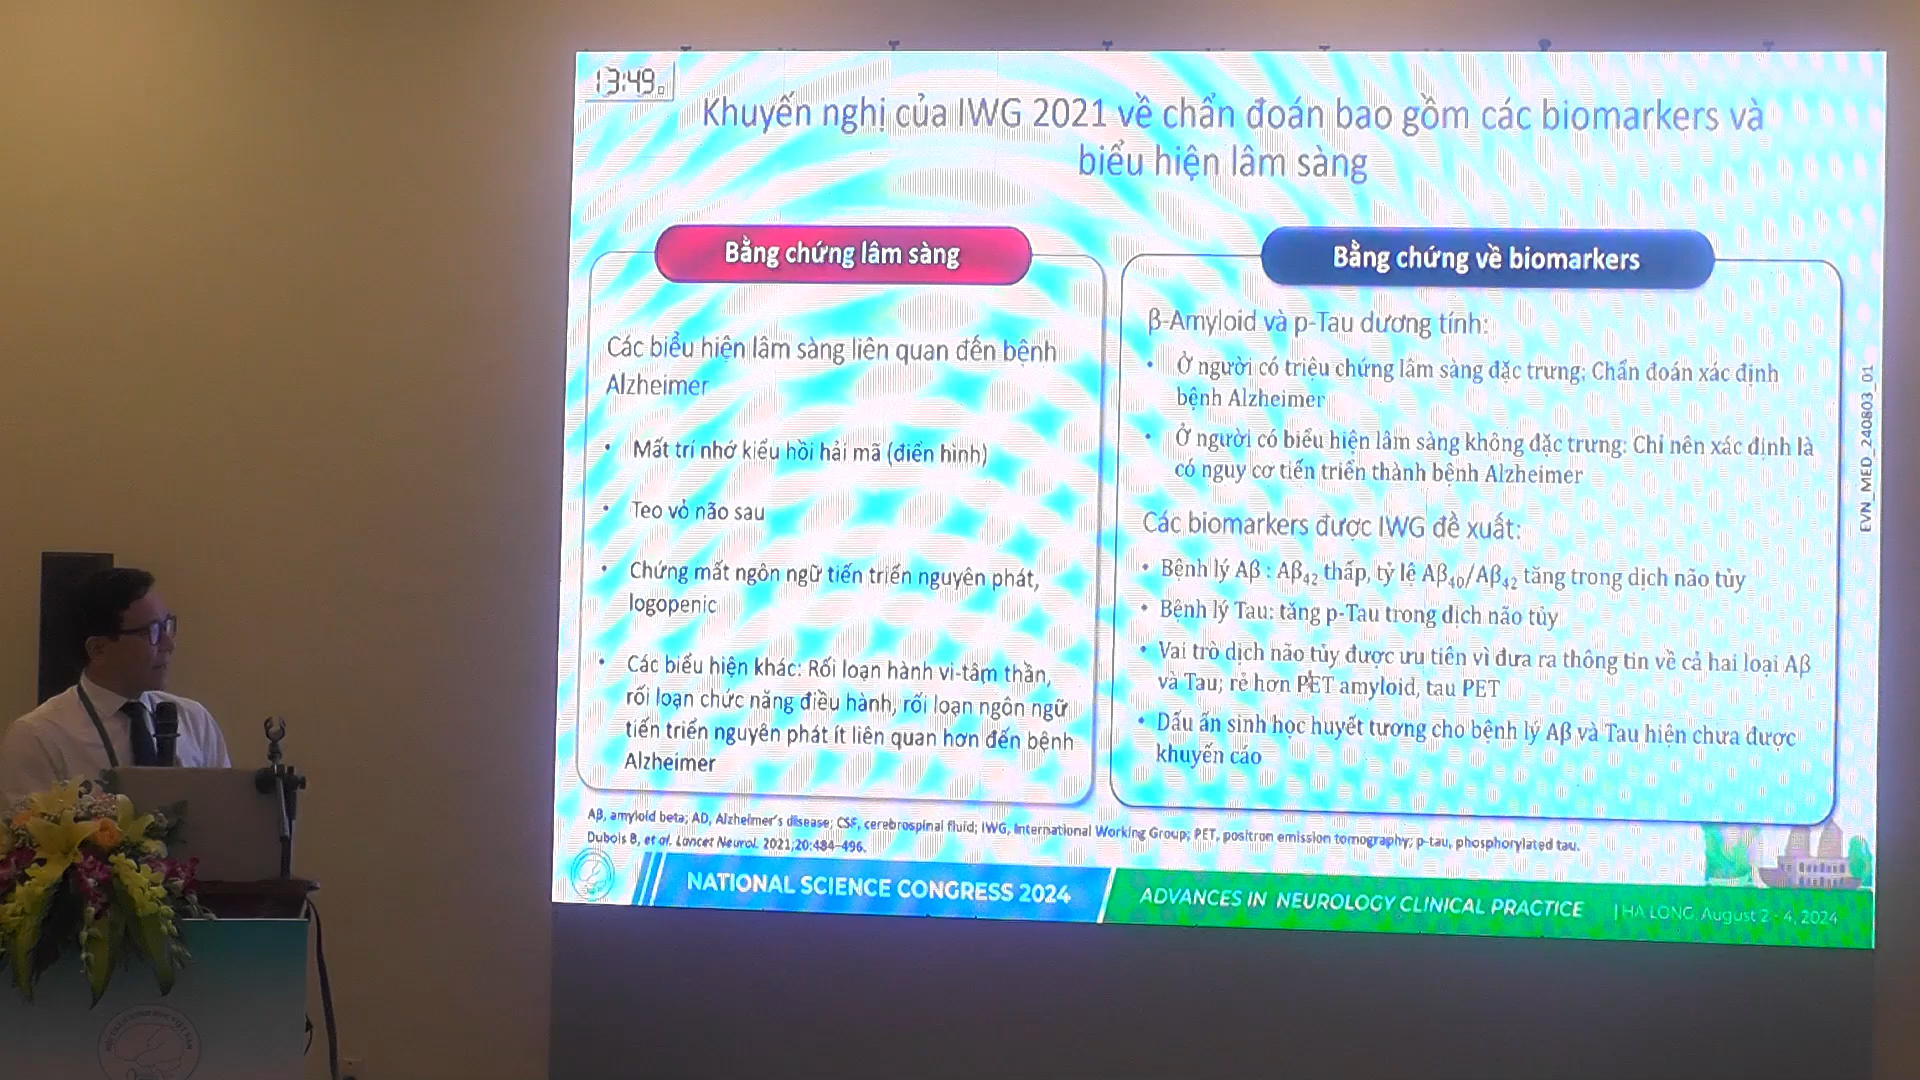 13:49
Khuyến nghị của IWG 2021 về chẩn đoán bao gồm các biomarkers và
biểu hiện lâm sàng
Bằng chứng lâm sàng
Các biểu hiện lâm sàng liên quan đến bệnh
Alzheimer
• Mất trí nhớ kiểu hồi hải mã (điển hình)
• Teo vỏ não sau
• Chứng mất ngôn ngữ tiến triển nguyên phát,
logopenic
• Các biểu hiện khác: Rối loạn hành vi-tâm thần,
rối loạn chức năng điều hành, rối loạn ngôn ngữ
tiến triển nguyên phát ít liên quan hơn đến bệnh
Alzheimer
Bằng chứng về biomarkers
β-Amyloid và p-Tau dương tính:
• Ở người có triệu chứng lâm sàng đặc trưng: Chẩn đoán xác định
bệnh Alzheimer
• Ở người có biểu hiện lâm sàng không đặc trưng: Chỉ nên xác định là
có nguy cơ tiến triển thành bệnh Alzheimer
Các biomarkers được IWG đề xuất:
• Bệnh lý Aβ : Aβ₄₂ thấp, tỷ lệ Aβ₄₀/Aβ₄₂ tăng trong dịch não tủy
• Bệnh lý Tau: tăng p-Tau trong dịch não tủy
• Vai trò dịch não tủy được ưu tiên vì đưa ra thông tin về cả hai loại Aβ
và Tau; rẻ hơn PET amyloid, tau PET
• Dấu ấn sinh học huyết tương cho bệnh lý Aβ và Tau hiện chưa được
khuyến cáo
EVN_MED_240803_01
Aβ, amyloid beta; AD, Alzheimer's disease; CSF, cerebrospinal fluid; IWG, International Working Group; PET, positron emission tomography; p-tau, phosphorylated tau.
Dubois B, et al. Lancet Neurol. 2021;20:484–496.
NATIONAL SCIENCE CONGRESS 2024
ADVANCES IN NEUROLOGY CLINICAL PRACTICE
| HA LONG, August 2 - 4, 2024